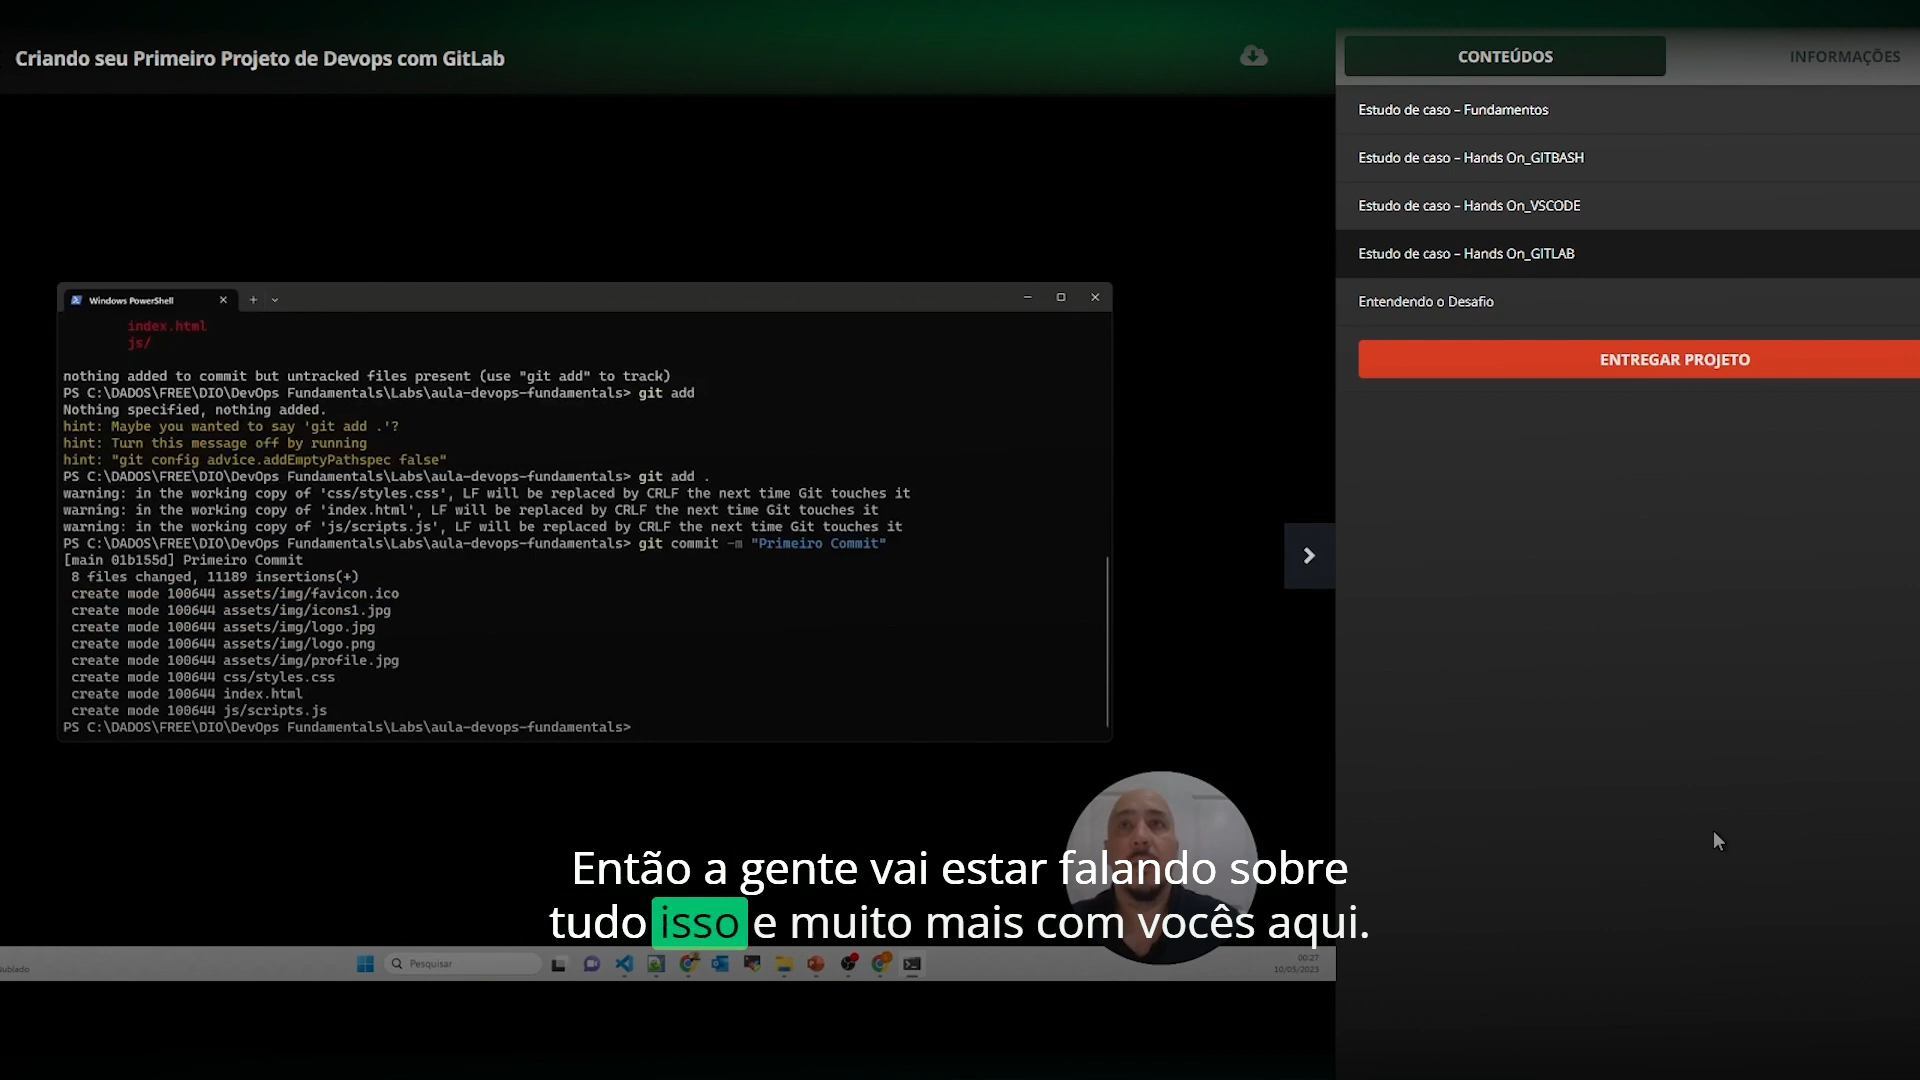 Criando seu Primeiro Projeto de Devops com GitLab
CONTEÚDOS
INFORMAÇÕES
Estudo de caso – Fundamentos
Estudo de caso – Hands On_GITBASH
Estudo de caso – Hands On_VSCODE
Estudo de caso – Hands On_GITLAB
Entendendo o Desafio
ENTREGAR PROJETO
Windows PowerShell
index.html
js/
nothing added to commit but untracked files present (use "git add" to track)
PS C:\DADOS\FREE\DIO\DevOps Fundamentals\Labs\aula-devops-fundamentals> git add
Nothing specified, nothing added.
hint: Maybe you wanted to say 'git add .'?
hint: Turn this message off by running
hint: "git config advice.addEmptyPathspec false"
PS C:\DADOS\FREE\DIO\DevOps Fundamentals\Labs\aula-devops-fundamentals> git add .
warning: in the working copy of 'css/styles.css', LF will be replaced by CRLF the next time Git touches it
warning: in the working copy of 'index.html', LF will be replaced by CRLF the next time Git touches it
warning: in the working copy of 'js/scripts.js', LF will be replaced by CRLF the next time Git touches it
PS C:\DADOS\FREE\DIO\DevOps Fundamentals\Labs\aula-devops-fundamentals> git commit -m "Primeiro Commit"
[main 01b155d] Primeiro Commit
8 files changed, 11189 insertions(+)
create mode 100644 assets/img/favicon.ico
create mode 100644 assets/img/icons1.jpg
create mode 100644 assets/img/logo.jpg
create mode 100644 assets/img/logo.png
create mode 100644 assets/img/profile.jpg
create mode 100644 css/styles.css
create mode 100644 index.html
create mode 100644 js/scripts.js
PS C:\DADOS\FREE\DIO\DevOps Fundamentals\Labs\aula-devops-fundamentals>
Então a gente vai estar falando sobre
tudo isso e muito mais com vocês aqui.
Pesquisar
00:27
10/05/2023